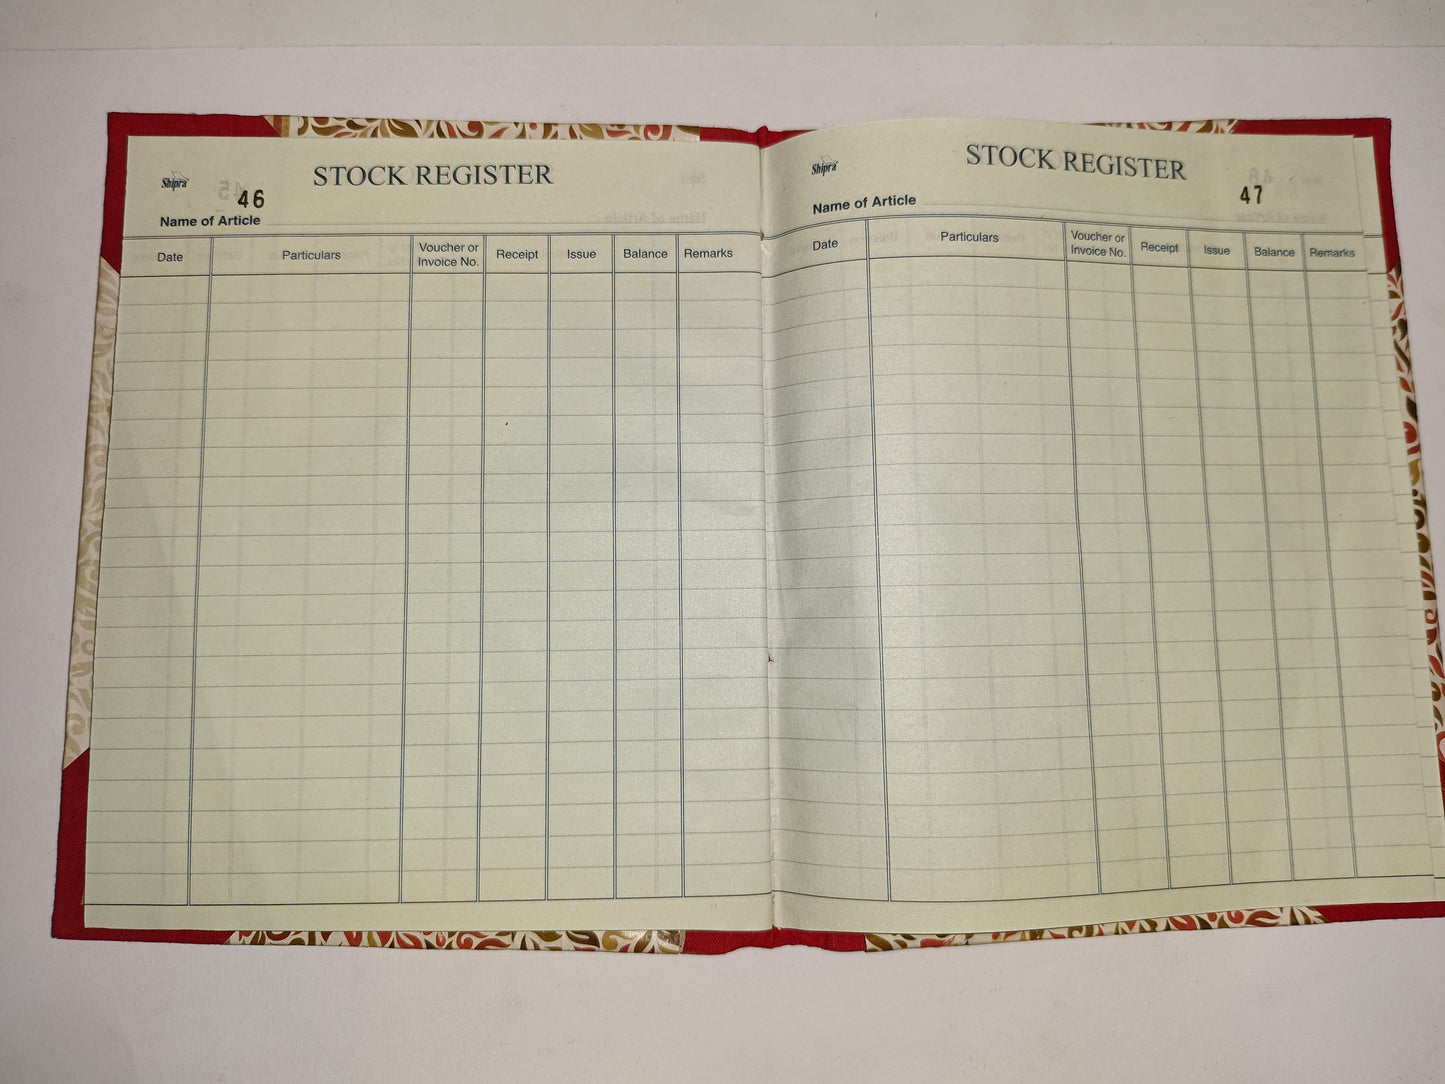 STOCK REGISTER
Shipra
46
Name of Article
Date Particulars Voucher or Invoice No. Receipt Issue Balance Remarks
STOCK REGISTER
Shipra
47
Name of Article
Date Particulars Voucher or Invoice No. Receipt Issue Balance Remarks